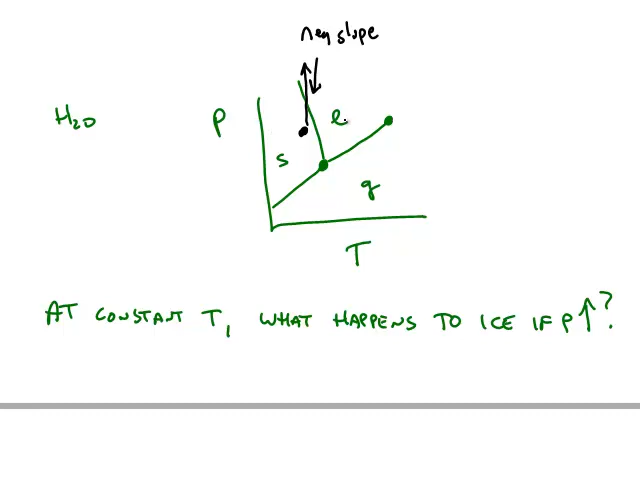 neg slope
H2O
P
l
s
g
T
AT CONSTANT T, WHAT HAPPENS TO ICE IF P↑?